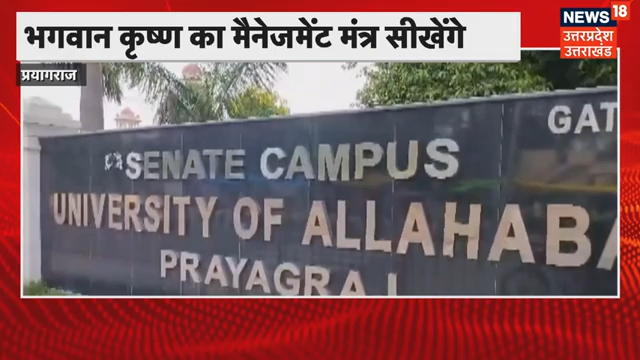 भगवान कृष्ण का मैनेजमेंट मंत्र सीखेंगे
NEWS 18
उत्तरप्रदेश
उत्तराखंड
प्रयागराज
SENATE CAMPUS
GAT
UNIVERSITY OF ALLAHABA
PRAYAGRAJ